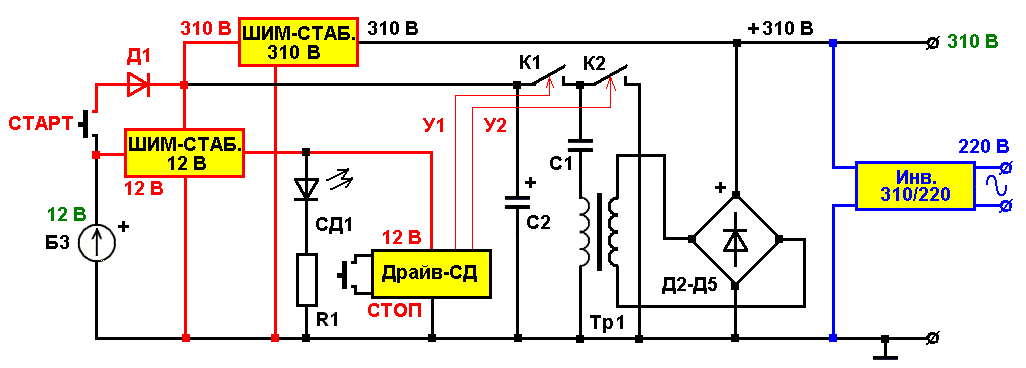 310 В
ШИМ-СТАБ.
310 В
310 В
+310 В
310 В
Д1
К1
К2
СТАРТ
ШИМ-СТАБ.
12 В
У1
У2
12 В
С1
220 В
Инв.
310/220
12 В
+
БЗ
СД1
12 В
+
С2
+
Драйв-СД
Д2-Д5
СТОП
R1
Тр1